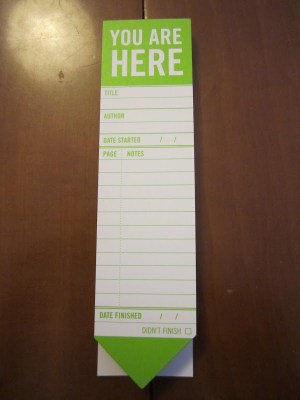 YOU ARE
HERE
TITLE
AUTHOR
DATE STARTED / /
PAGE NOTES
DATE FINISHED / /
DIDN'T FINISH